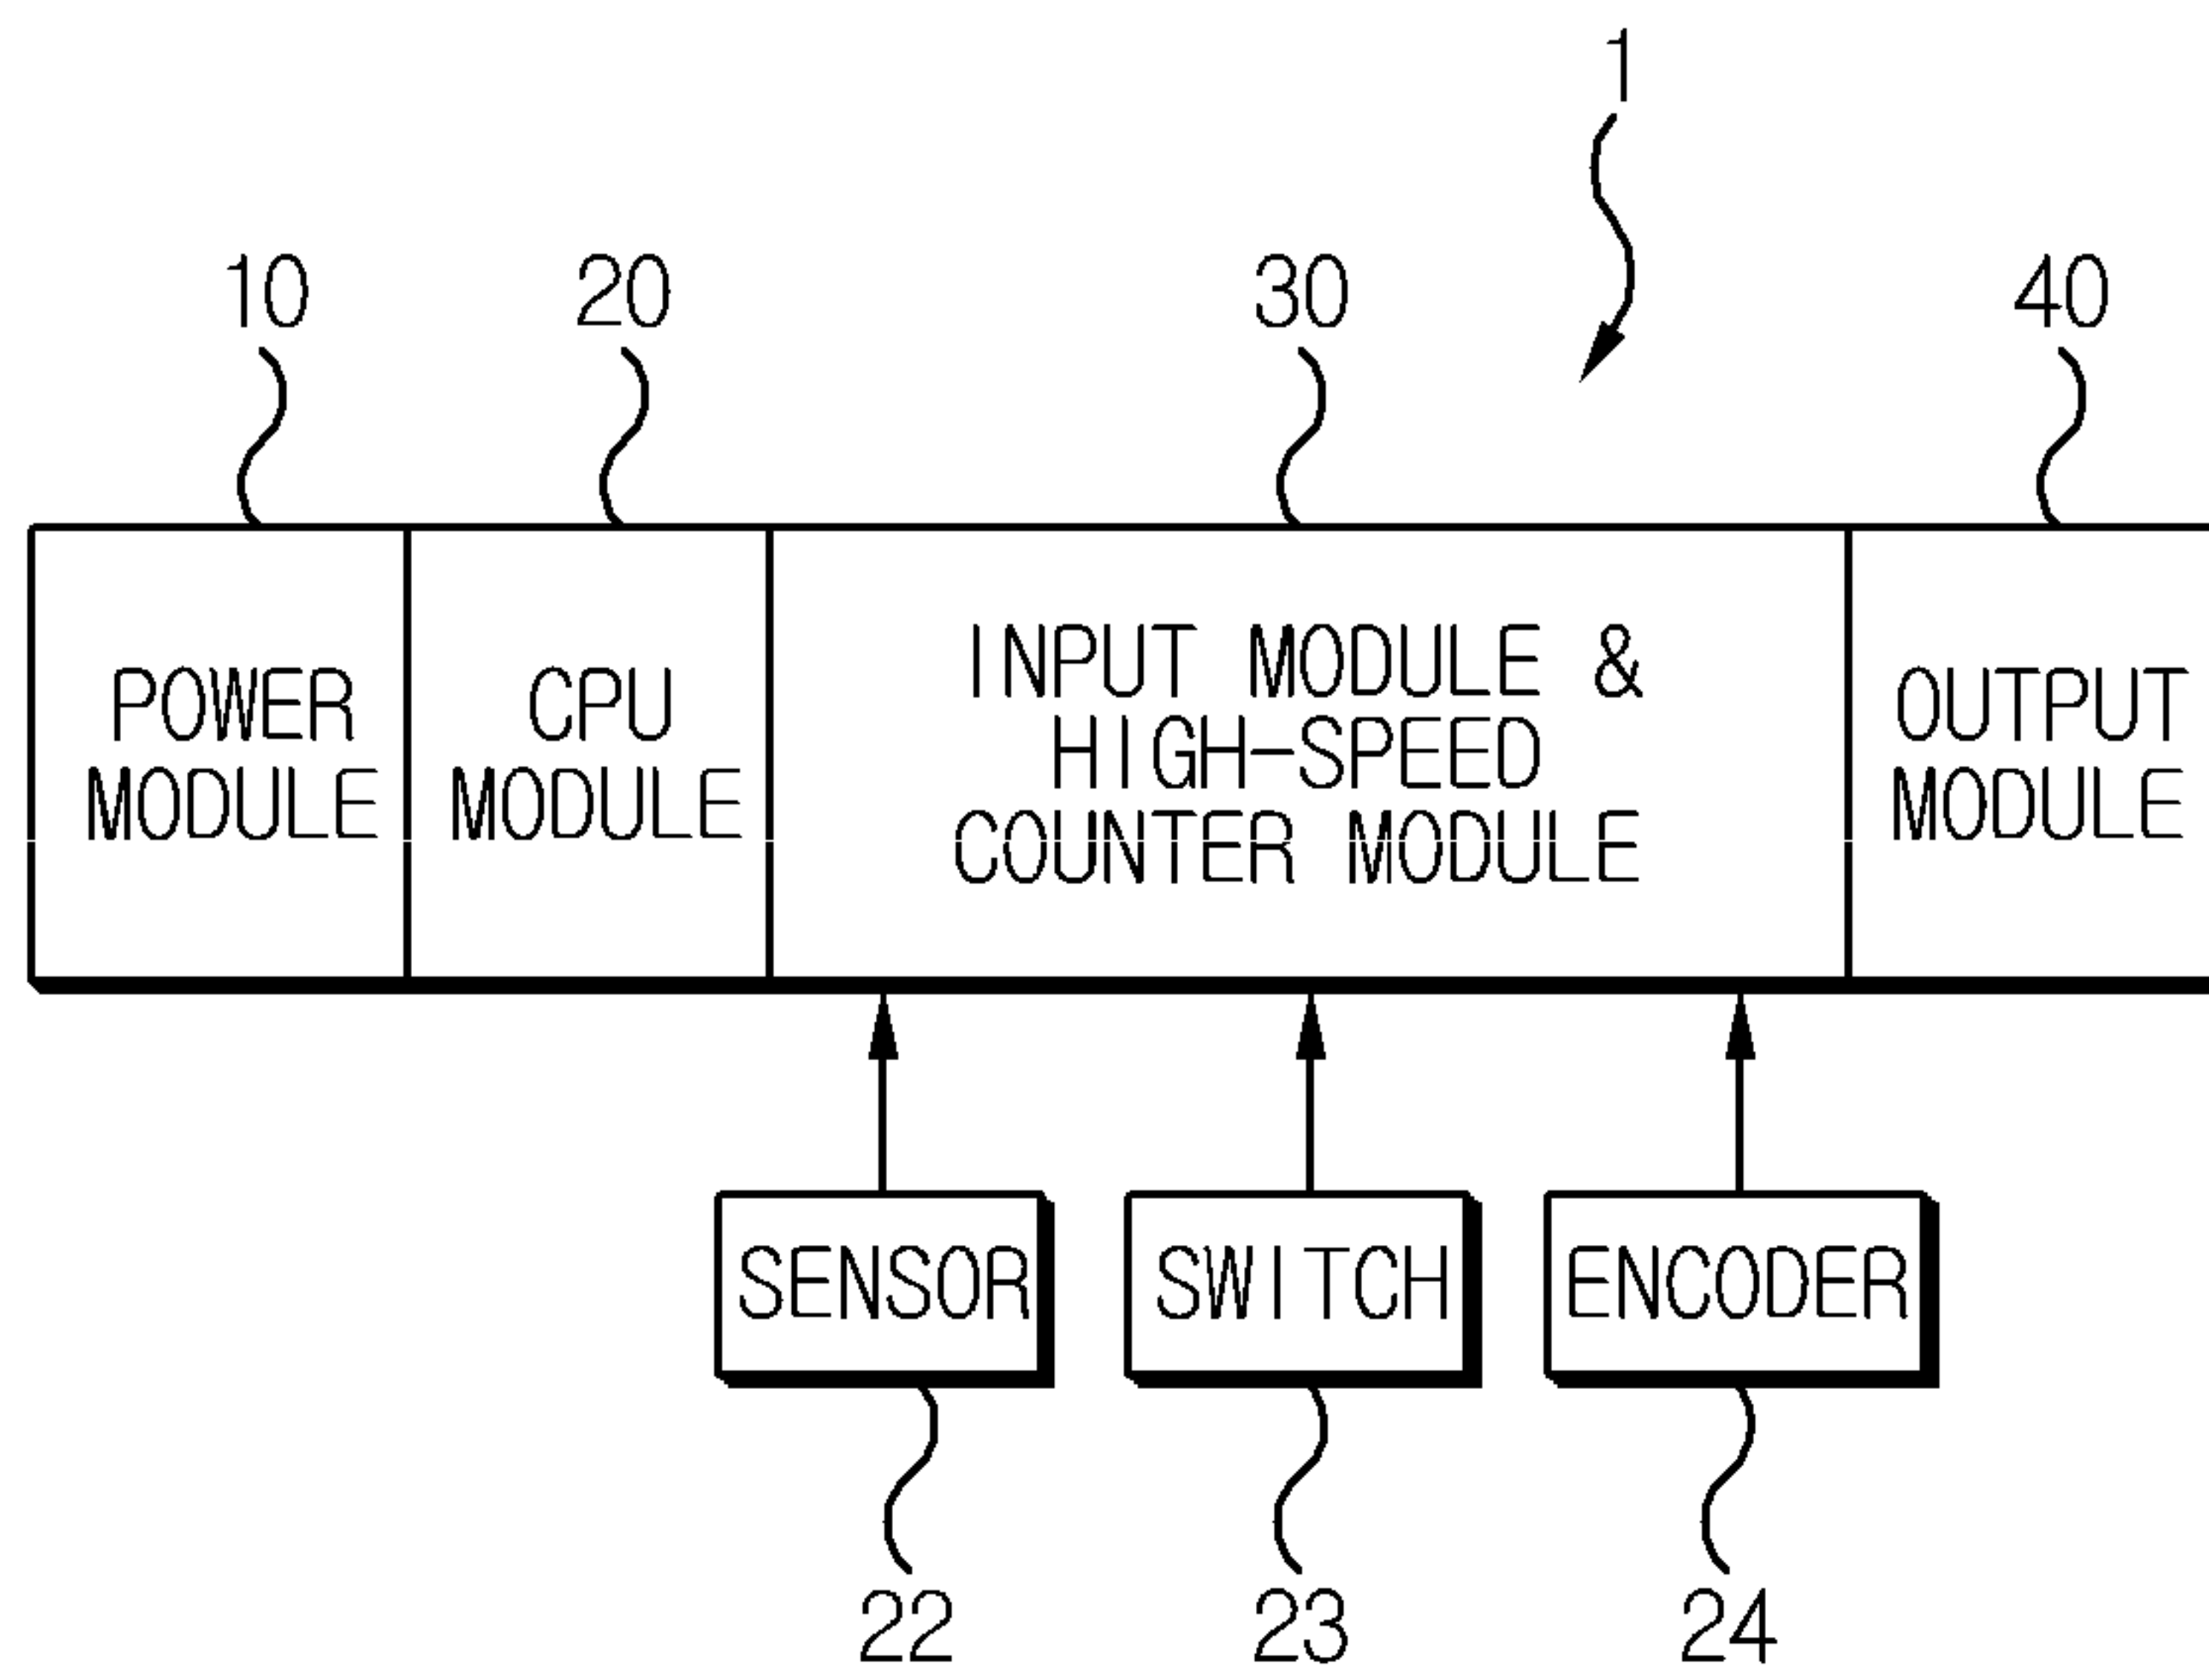 1
10
20
30
40
POWER
MODULE
CPU
MODULE
INPUT MODULE &
HIGH-SPEED
COUNTER MODULE
OUTPUT
MODULE
SENSOR
SWITCH
ENCODER
22
23
24